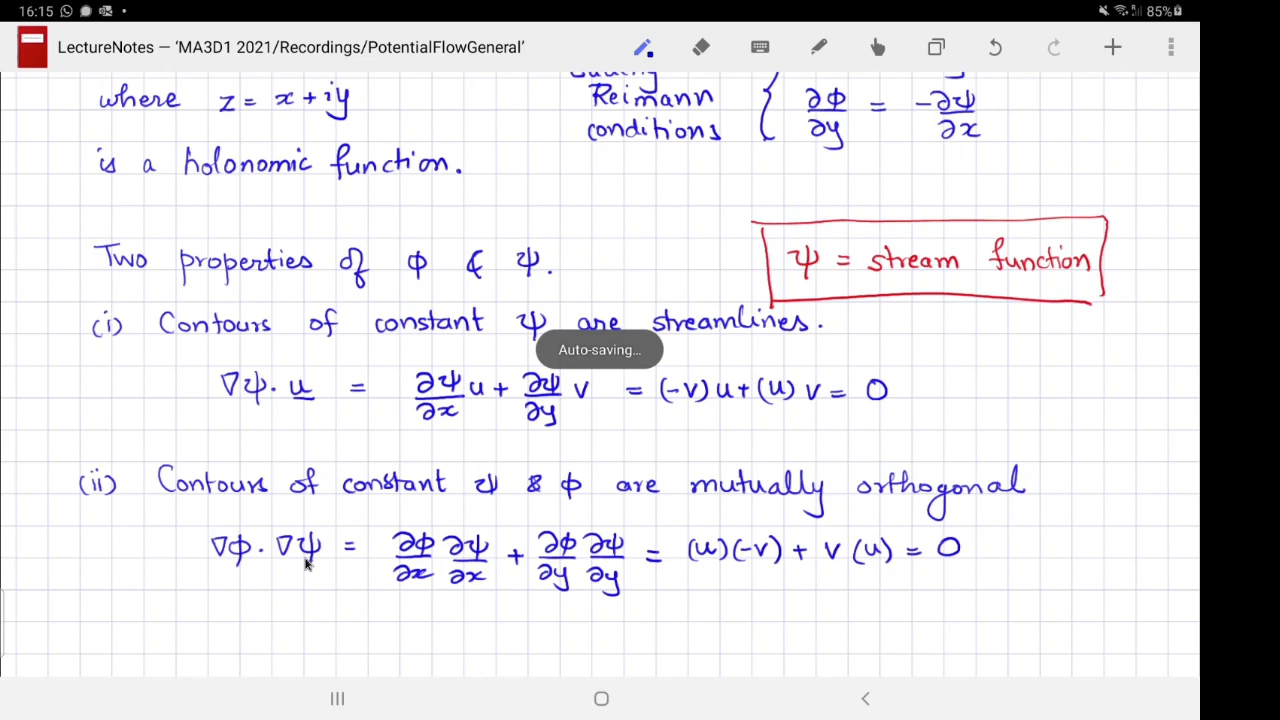 16:15 85%
LectureNotes — ‘MA3D1 2021/Recordings/PotentialFlowGeneral’
where z = x + iy
Reimann
conditions { ∂Φ/∂y = -∂Ψ/∂x
is a holonomic function.
Two properties of Φ & Ψ.
Ψ = stream function
(i) Contours of constant Ψ are streamlines.
Auto-saving...
∇Ψ. u = ∂Ψ/∂x u + ∂Ψ/∂y v = (-v)u + (u) v = 0
(ii) Contours of constant Ψ & Φ are mutually orthogonal
∇Φ . ∇Ψ = ∂Φ/∂x ∂Ψ/∂x + ∂Φ/∂y ∂Ψ/∂y = (u)(-v) + v (u) = 0